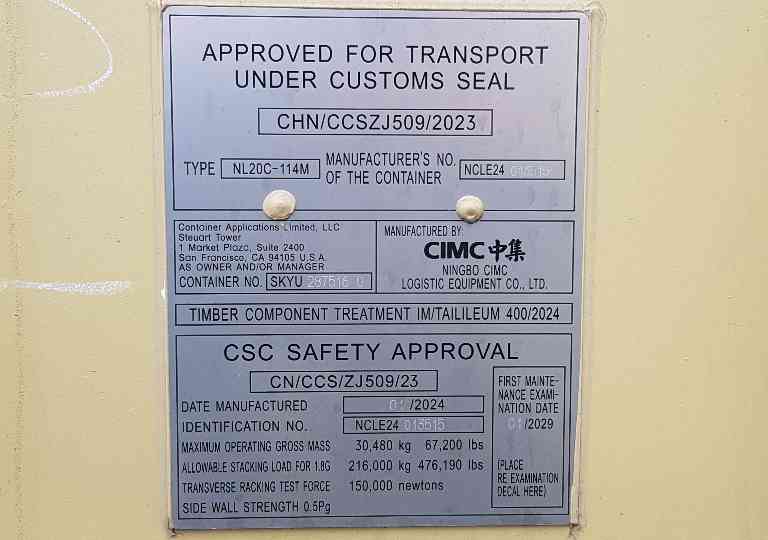 APPROVED FOR TRANSPORT
UNDER CUSTOMS SEAL
CHN/CCSZJ509/2023
TYPE NL20C-114M
MANUFACTURER'S NO.
OF THE CONTAINER
NCLE24
Container Applications Limited, LLC
Steuart Tower
1 Market Plaza, Suite 2400
San Francisco, CA 94105 U.S.A.
AS OWNER AND/OR MANAGER
CONTAINER NO. SKYU
MANUFACTURED BY:
CIMC中集
NINGBO CIMC
LOGISTIC EQUIPMENT CO., LTD.
TIMBER COMPONENT TREATMENT IM/TAILILEUM 400/2024
CSC SAFETY APPROVAL
CN/CCS/ZJ509/23
DATE MANUFACTURED 01/2024
IDENTIFICATION NO. NCLE24
MAXIMUM OPERATING GROSS MASS 30,480 kg 67,200 lbs
ALLOWABLE STACKING LOAD FOR 1.8G 216,000 kg 476,190 lbs
TRANSVERSE RACKING TEST FORCE 150,000 newtons
SIDE WALL STRENGTH 0.5Pg
FIRST MAINTE-
NANCE EXAMI-
NATION DATE
01/2029
(PLACE
RE EXAMINATION
DECAL HERE)